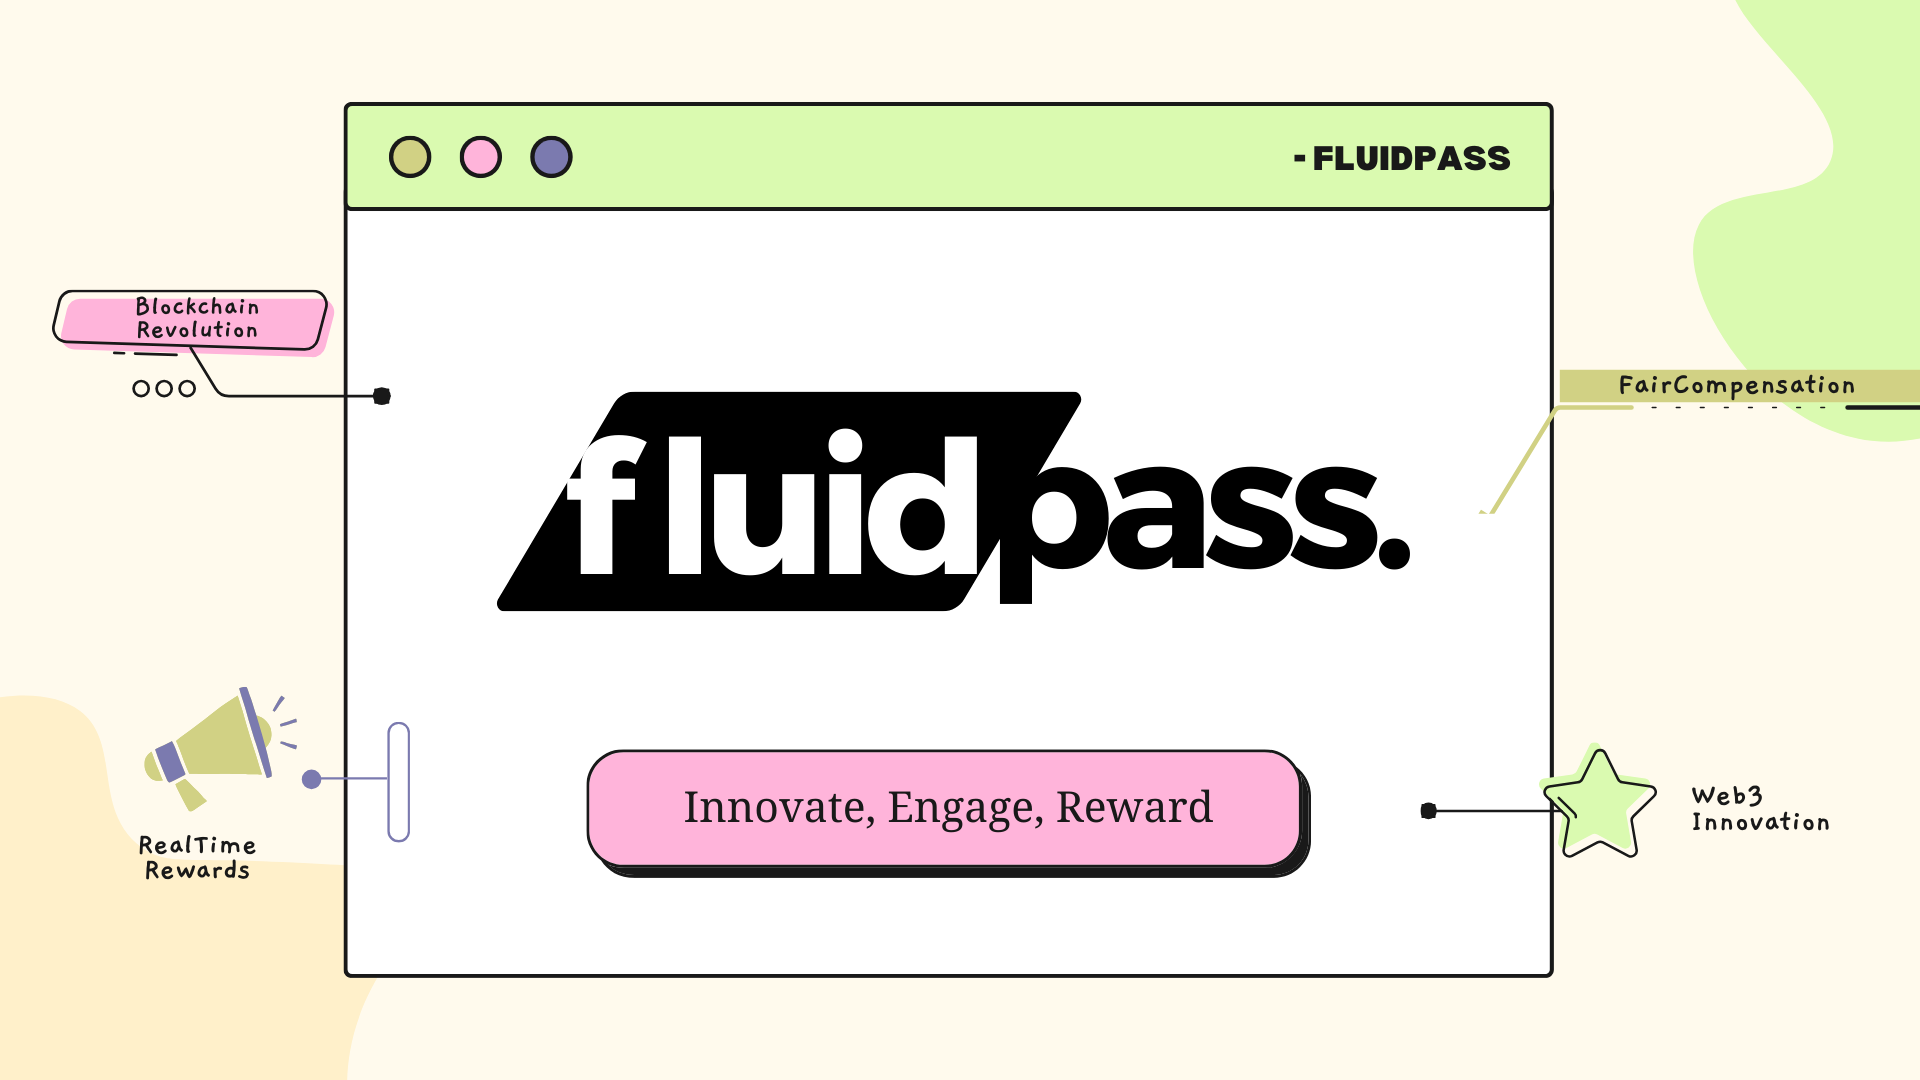 - FLUIDPASS
Blockchain
Revolution
FairCompensation
fluidpass.
Innovate, Engage, Reward
Web3
Innovation
RealTime
Rewards